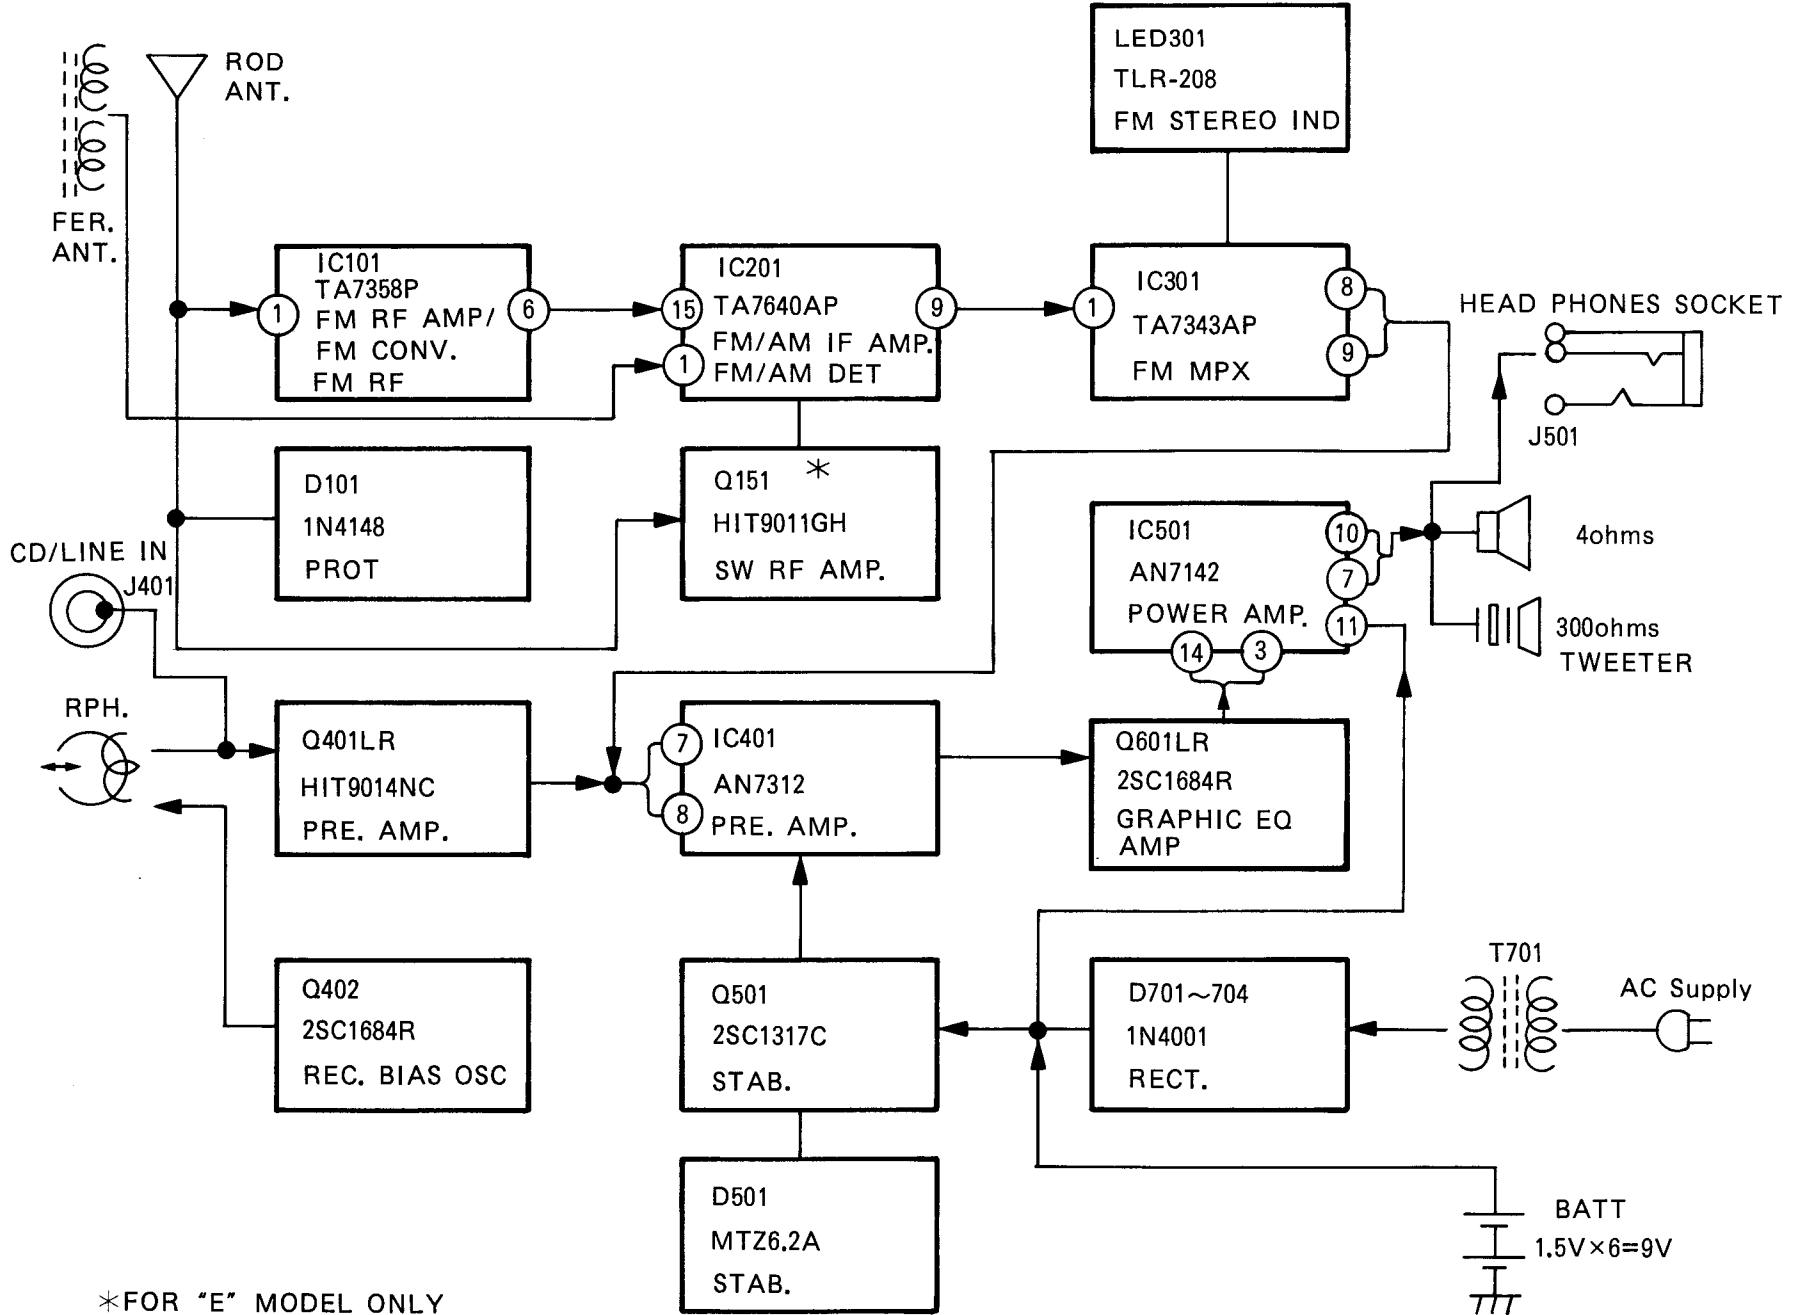 ROD
ANT.
FER.
ANT.
LED301
TLR-208
FM STEREO IND
IC101
TA7358P
FM RF AMP/
FM CONV.
FM RF
1
6
IC201
TA7640AP
FM/AM IF AMP.
FM/AM DET
15
1
9
IC301
TA7343AP
FM MPX
1
8
9
HEAD PHONES SOCKET
J501
D101
1N4148
PROT
Q151
*
HIT9011GH
SW RF AMP.
IC501
AN7142
POWER AMP.
10
7
11
14
3
4ohms
300ohms
TWEETER
CD/LINE IN
J401
RPH.
Q401LR
HIT9014NC
PRE. AMP.
7
8
IC401
AN7312
PRE. AMP.
Q601LR
2SC1684R
GRAPHIC EQ
AMP
Q402
2SC1684R
REC. BIAS OSC
Q501
2SC1317C
STAB.
D701~704
1N4001
RECT.
T701
AC Supply
D501
MTZ6.2A
STAB.
BATT
1.5V×6=9V
*FOR "E" MODEL ONLY